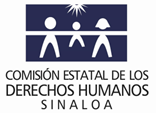 COMISIÓN ESTATAL DE LOS
DERECHOS HUMANOS
SINALOA